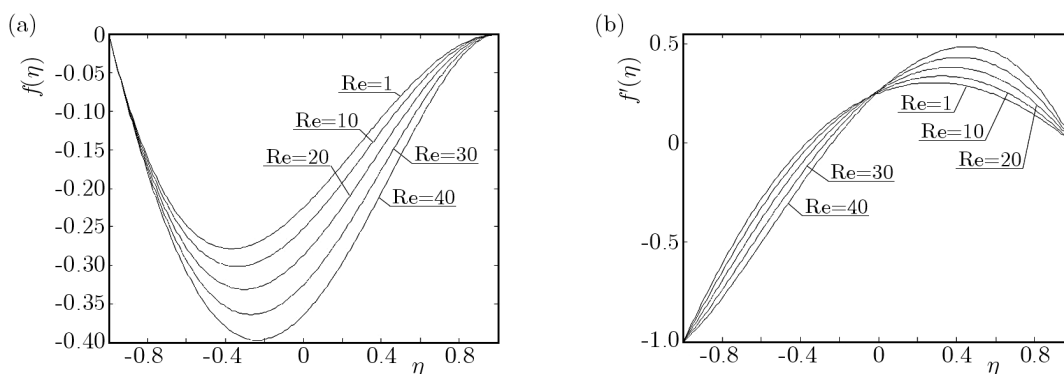 (a)
f(η)
0
-0.05
-0.10
-0.15
-0.20
-0.25
-0.30
-0.35
-0.40
Re=1
Re=10
Re=20
Re=30
Re=40
-0.8
-0.4
0
0.4
0.8
η
(b)
f'(η)
0.5
0
-0.5
-1.0
Re=1
Re=10
Re=20
Re=30
Re=40
-0.8
-0.4
0
0.4
0.8
η